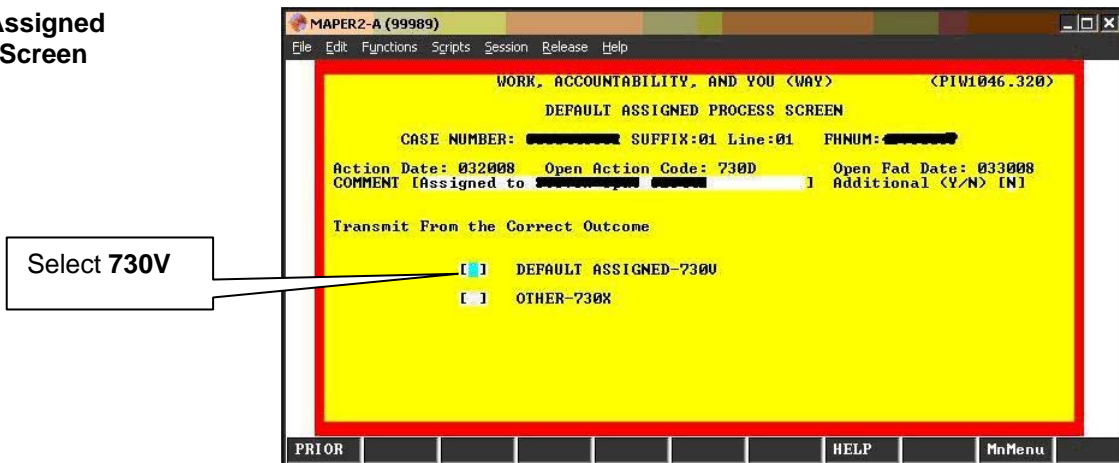 Assigned
Screen
MAPER2-A (99989)
File Edit Functions Scripts Session Release Help
WORK, ACCOUNTABILITY, AND YOU <WAY> (PIW1046.320)
DEFAULT ASSIGNED PROCESS SCREEN
CASE NUMBER: SUFFIX:01 Line:01 FHNUM:
Action Date: 032008 Open Action Code: 730D Open Fad Date: 033008
COMMENT [Assigned to ] Additional <Y/N> [N]
Transmit From the Correct Outcome
Select 730V
[ ] DEFAULT ASSIGNED-730V
[ ] OTHER-730X
PRIOR HELP MnMenu